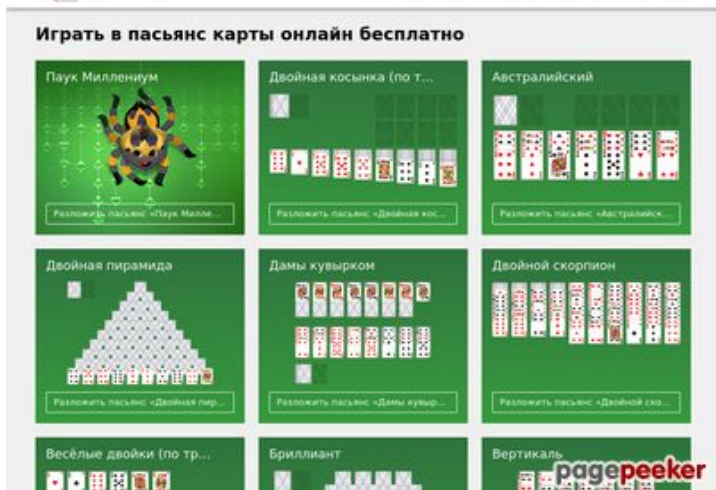 Играть в пасьянс карты онлайн бесплатно
Паук Миллениум
Двойная косынка (по т...
Австралийский
Разложить пасьянс «Паук Милле...
Разложить пасьянс «Двойная кос...
Разложить пасьянс «Австралийск...
Двойная пирамида
Дамы кувырком
Двойной скорпион
Разложить пасьянс «Двойная пир...
Разложить пасьянс «Дамы кувыр...
Разложить пасьянс «Двойной ско...
Весёлые двойки (по тр...
Бриллиант
Вертикаль
pagepeeker